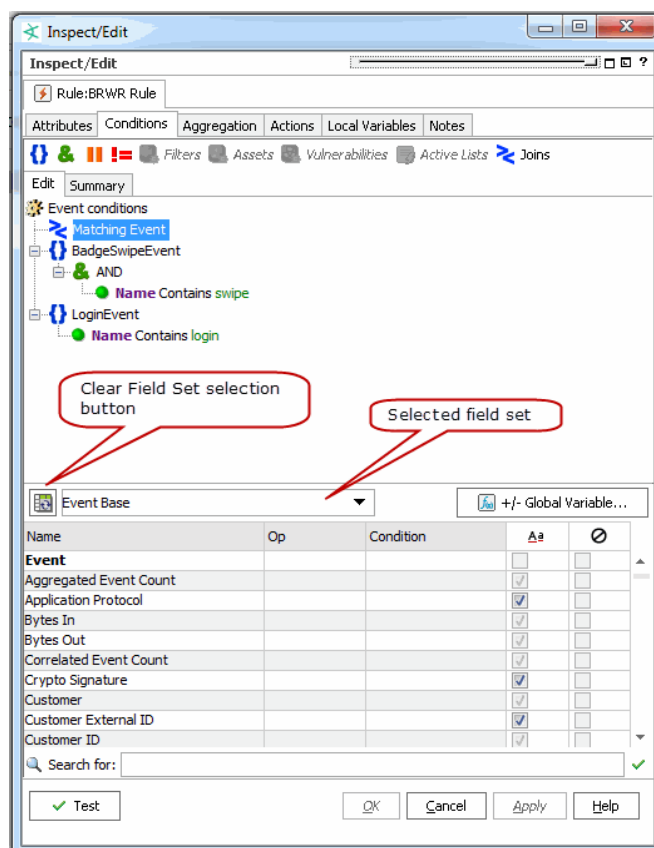 Inspect/Edit
Inspect/Edit ?
Rule:BRWR Rule
Attributes Conditions Aggregation Actions Local Variables Notes
{} & != Filters Assets Vulnerabilities Active Lists Joins
Edit Summary
Event conditions
Matching Event
{} BadgeSwipeEvent
& AND
Name Contains swipe
{} LoginEvent
Name Contains login
Clear Field Set selection
button
Selected field set
Event Base +/- Global Variable...
Name Op Condition Aa
Event
Aggregated Event Count
Application Protocol
Bytes In
Bytes Out
Correlated Event Count
Crypto Signature
Customer
Customer External ID
Customer ID
Search for:
Test OK Cancel Apply Help